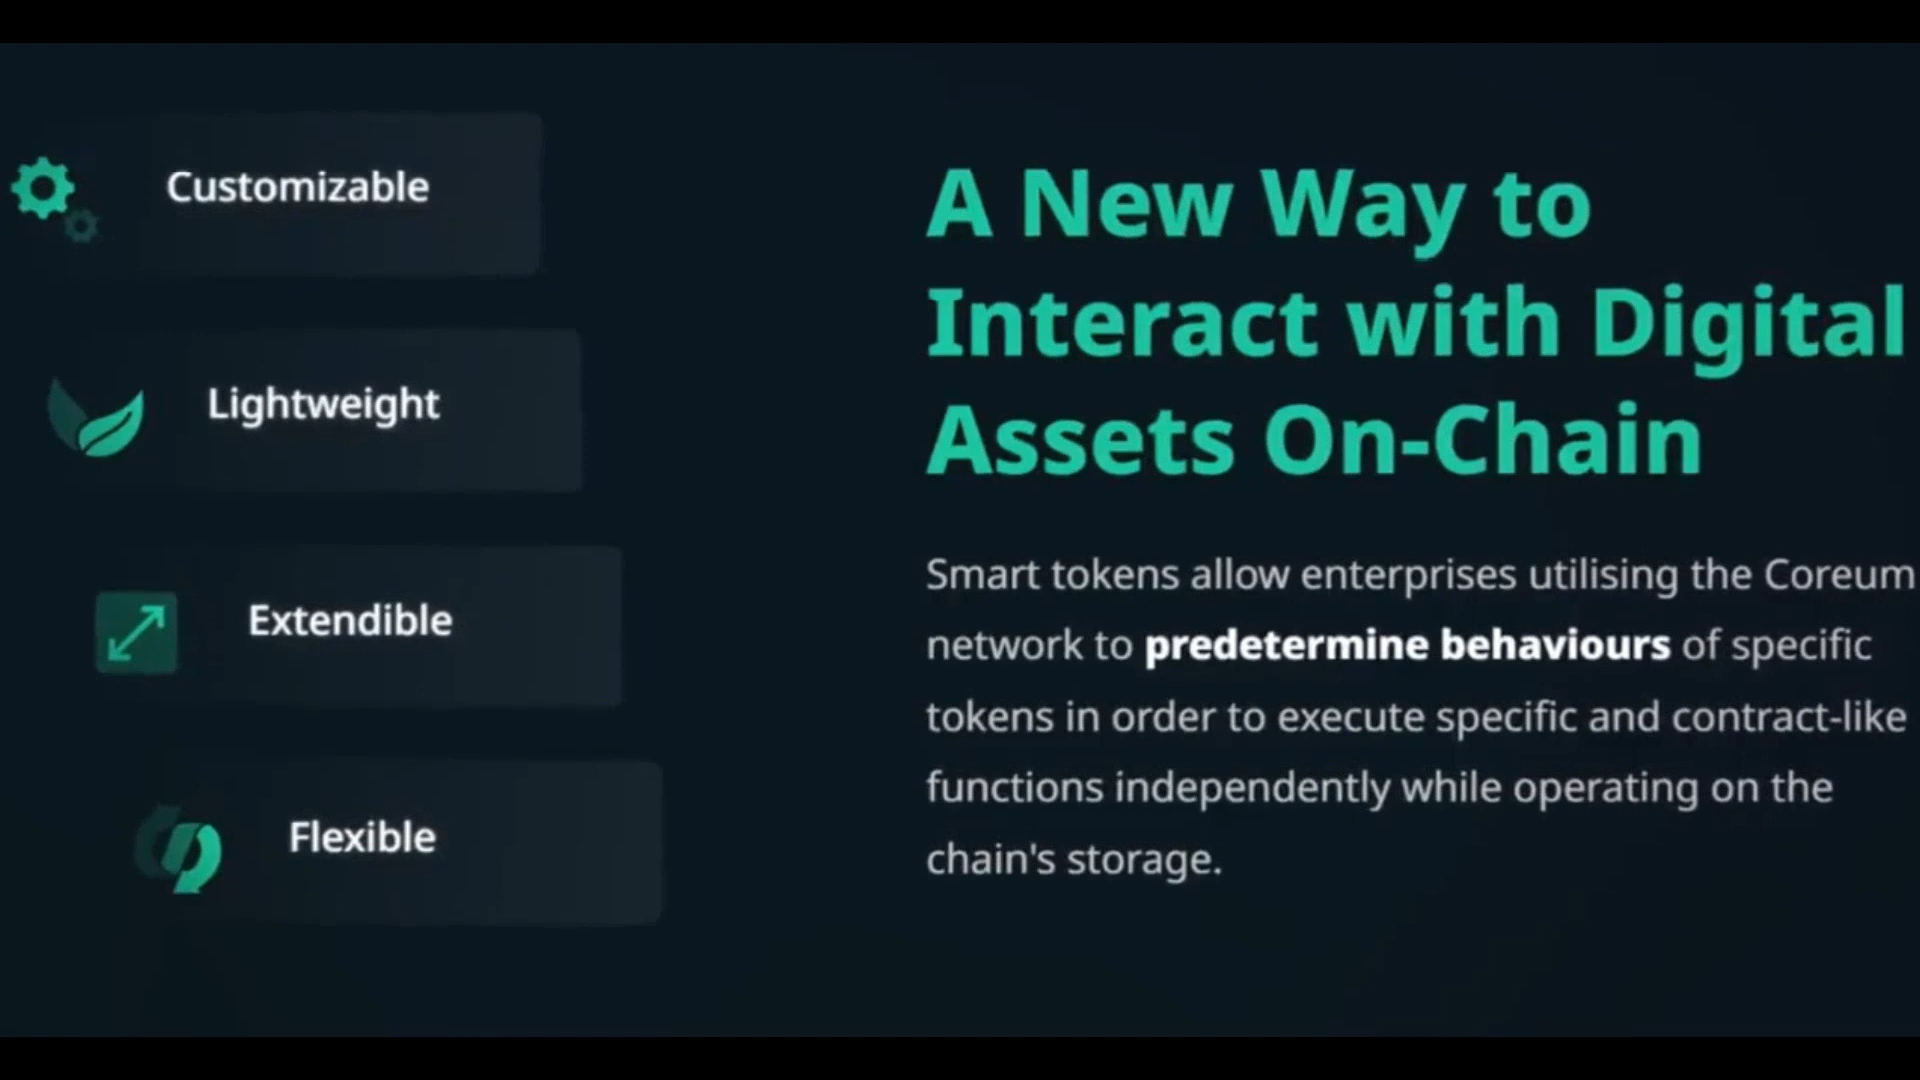 Customizable
Lightweight
Extendible
Flexible
A New Way to
Interact with Digital
Assets On-Chain
Smart tokens allow enterprises utilising the Coreum
network to predetermine behaviours of specific
tokens in order to execute specific and contract-like
functions independently while operating on the
chain's storage.